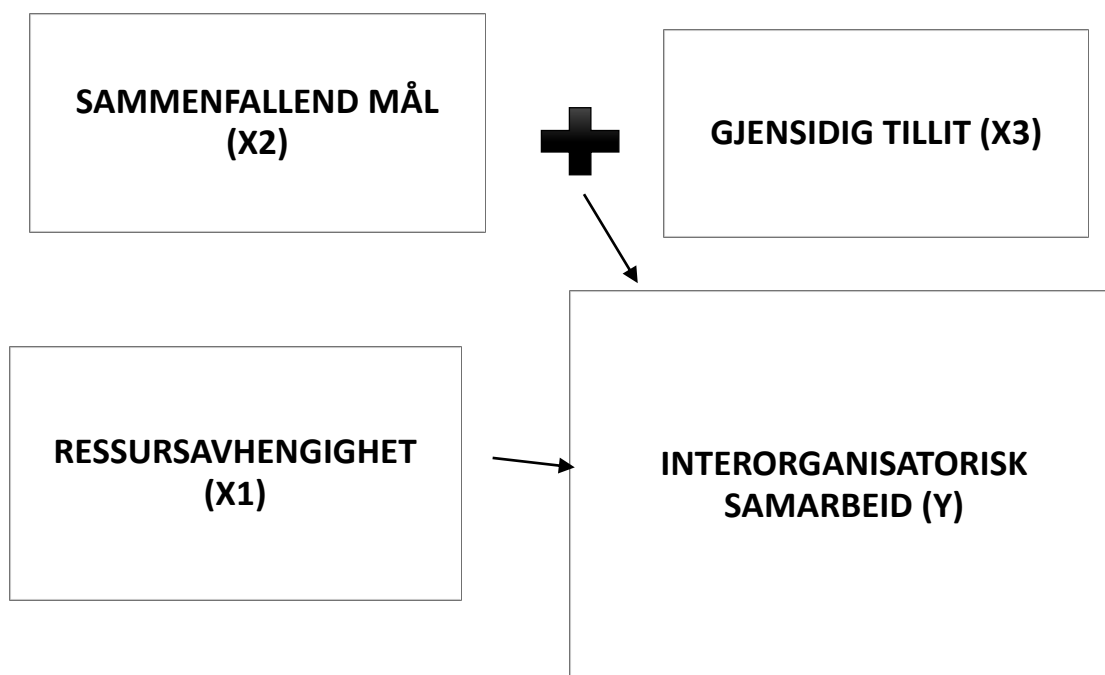 SAMMENFALLEND MÅL
(X2)
GJENSIDIG TILLIT (X3)
RESSURSAVHENGIGHET
(X1)
INTERORGANISATORISK
SAMARBEID (Y)